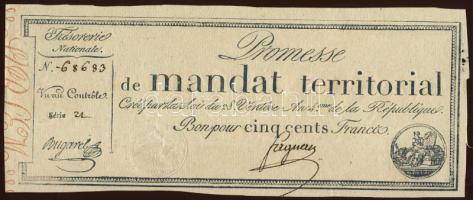 Trésorerie
Nationale.
N.º 68683
Vu au Contrôle
Série 21
Promesse
de mandat territorial
Créé par la Loi du 28 Ventôse An 4.me de la République.
Bon pour cinq cents Francs